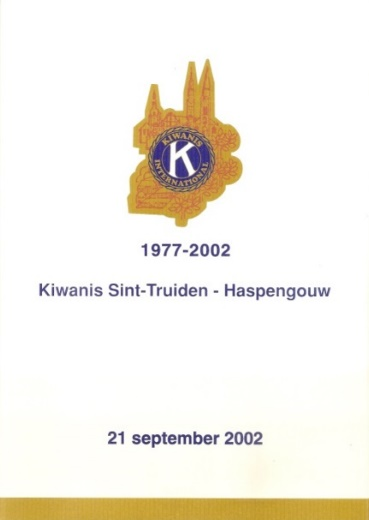 KIWANIS
K
INTERNATIONAL
1977-2002
Kiwanis Sint-Truiden - Haspengouw
21 september 2002